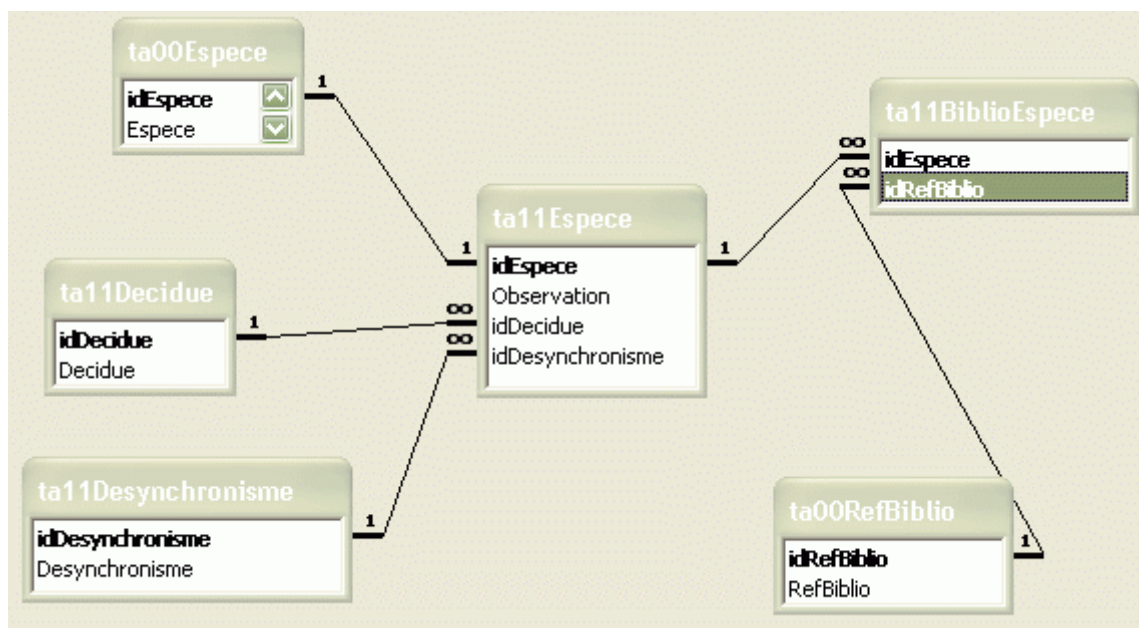 ta00Espece
idEspece
Espece
1
ta11BiblioEspece
idEspece
idRefBiblio
∞
∞
ta11Espece
idEspece
Observation
idDecidue
idDesynchronisme
1
∞
∞
1
ta11Decidue
idDecidue
Decidue
1
ta11Desynchronisme
idDesynchronisme
Desynchronisme
1
ta00RefBiblio
idRefBiblio
RefBiblio
1